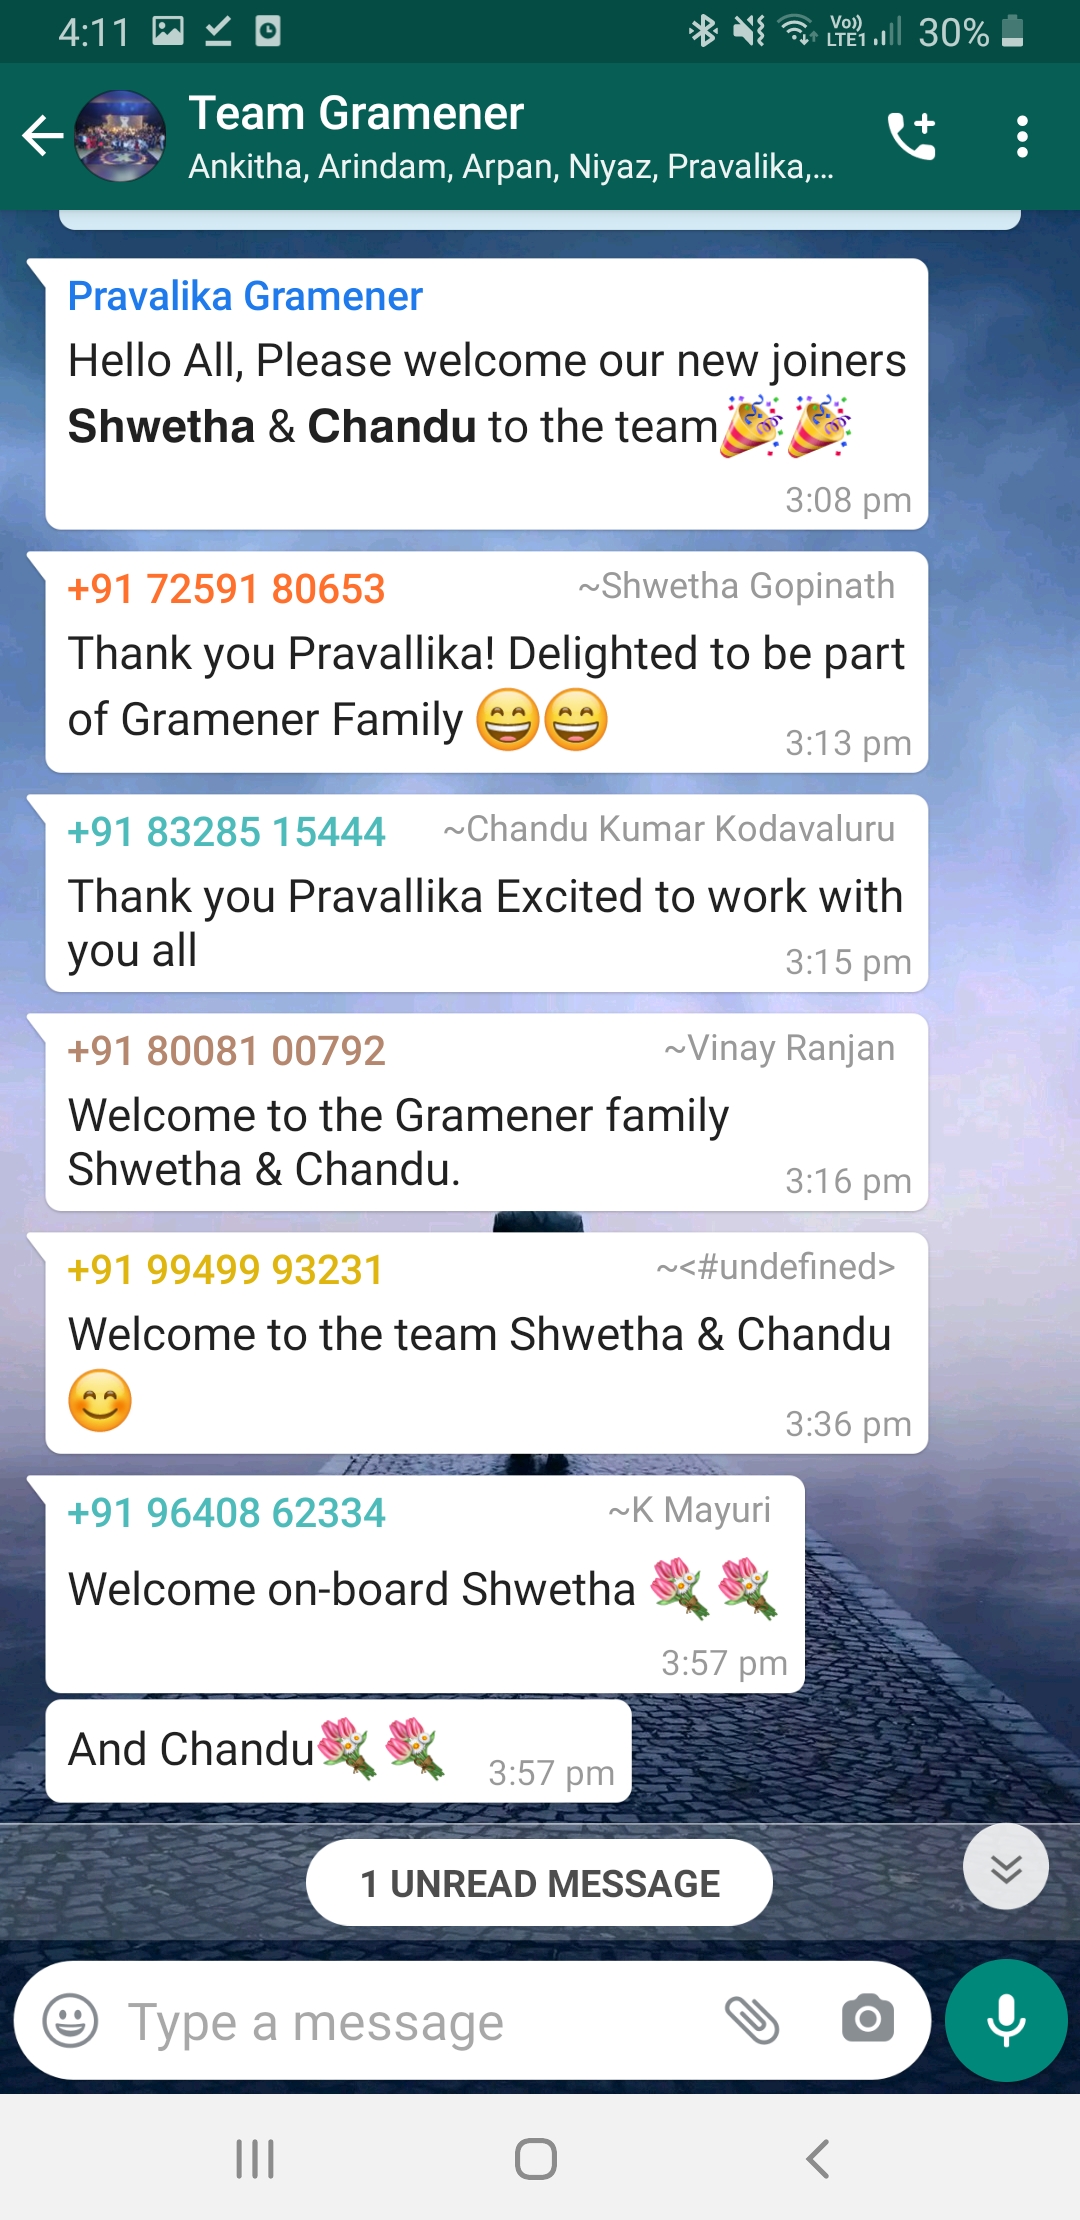 4:11 Vo)) LTE1 30%
Team Gramener
Ankitha, Arindam, Arpan, Niyaz, Pravalika,...
Pravalika Gramener
Hello All, Please welcome our new joiners
Shwetha & Chandu to the team🎉🎉
3:08 pm
+91 72591 80653 ~Shwetha Gopinath
Thank you Pravallika! Delighted to be part
of Gramener Family 😄😄
3:13 pm
+91 83285 15444 ~Chandu Kumar Kodavaluru
Thank you Pravallika Excited to work with
you all
3:15 pm
+91 80081 00792 ~Vinay Ranjan
Welcome to the Gramener family
Shwetha & Chandu.
3:16 pm
+91 99499 93231 ~<#undefined>
Welcome to the team Shwetha & Chandu
😊
3:36 pm
+91 96408 62334 ~K Mayuri
Welcome on-board Shwetha 💐💐
3:57 pm
And Chandu💐💐 3:57 pm
1 UNREAD MESSAGE
Type a message